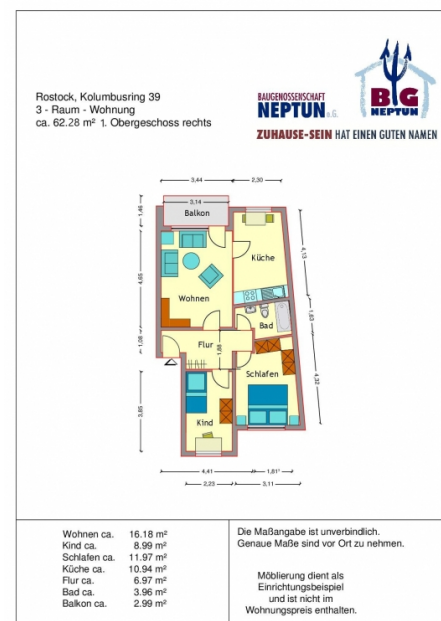 Rostock, Kolumbusring 39
3 - Raum - Wohnung
ca. 62.28 m² 1. Obergeschoss rechts
BAUGENOSSENSCHAFT
NEPTUN e.G.
BG
NEPTUN
ZUHAUSE-SEIN HAT EINEN GUTEN NAMEN
3,44
2,30
3,14
Balkon
1,46
Küche
4,13
4,65
Wohnen
Bad
1,63
1,08
Flur
1,88
Schlafen
4,32
3,85
Kind
4,41
1,81⁵
2,23
3,11
Wohnen ca. 16.18 m²
Kind ca. 8.99 m²
Schlafen ca. 11.97 m²
Küche ca. 10.94 m²
Flur ca. 6.97 m²
Bad ca. 3.96 m²
Balkon ca. 2.99 m²
Die Maßangabe ist unverbindlich.
Genaue Maße sind vor Ort zu nehmen.
Möblierung dient als
Einrichtungsbeispiel
und ist nicht im
Wohnungspreis enthalten.